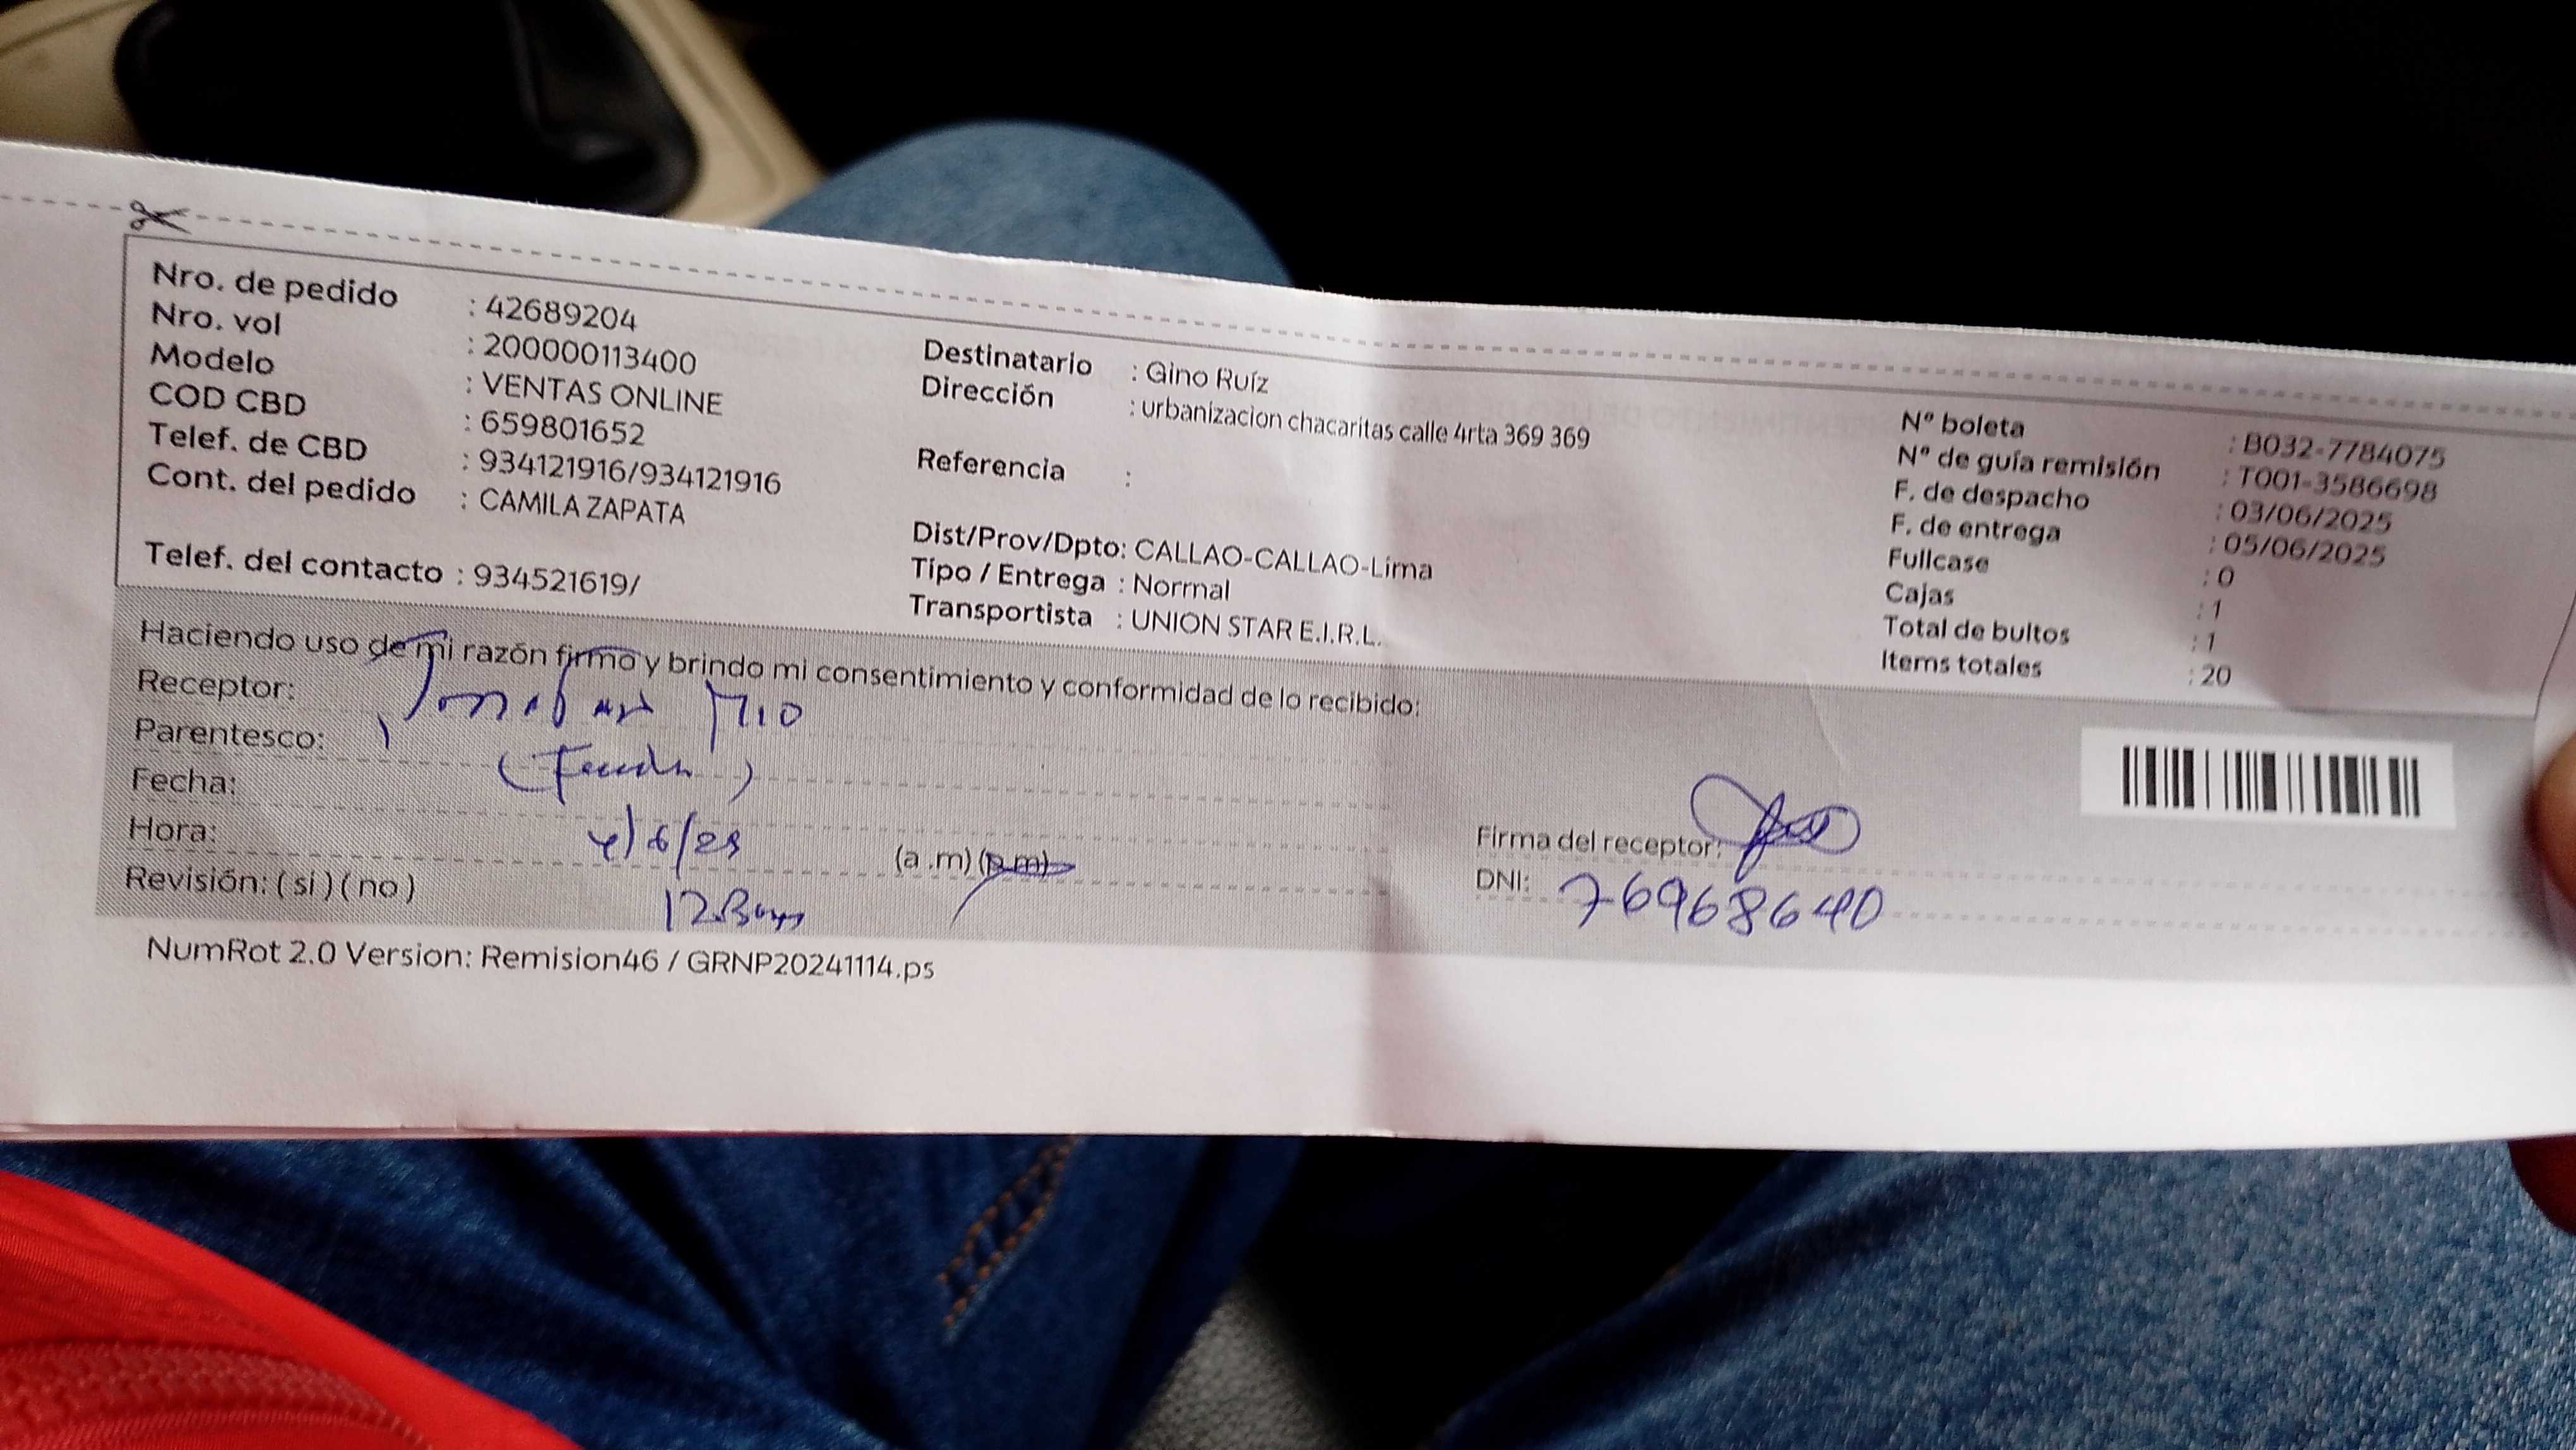 Nro. de pedido : 42689204
Nro. vol : 200000113400
Modelo : VENTAS ONLINE
COD CBD : 659801652
Telef. de CBD : 934121916/934121916
Cont. del pedido : CAMILA ZAPATA
Telef. del contacto : 934521619/
Destinatario : Gino Ruíz
Dirección : urbanizacion chacaritas calle 4rta 369 369
Referencia :
Dist/Prov/Dpto: CALLAO-CALLAO-Lima
Tipo / Entrega : Normal
Transportista : UNION STAR E.I.R.L.
Nº boleta : B032-7784075
Nº de guía remisión : T001-3586698
F. de despacho : 03/06/2025
F. de entrega : 05/06/2025
Fullcase : 0
Cajas : 1
Total de bultos : 1
Items totales : 20
Haciendo uso de mi razón firmo y brindo mi consentimiento y conformidad de lo recibido:
Receptor:
Parentesco:
Fecha: 4/6/25
Hora: (a .m) (p.m)
Revisión: ( si ) ( no )
Firma del receptor:
DNI: 76968640
NumRot 2.0 Version: Remision46 / GRNP20241114.ps